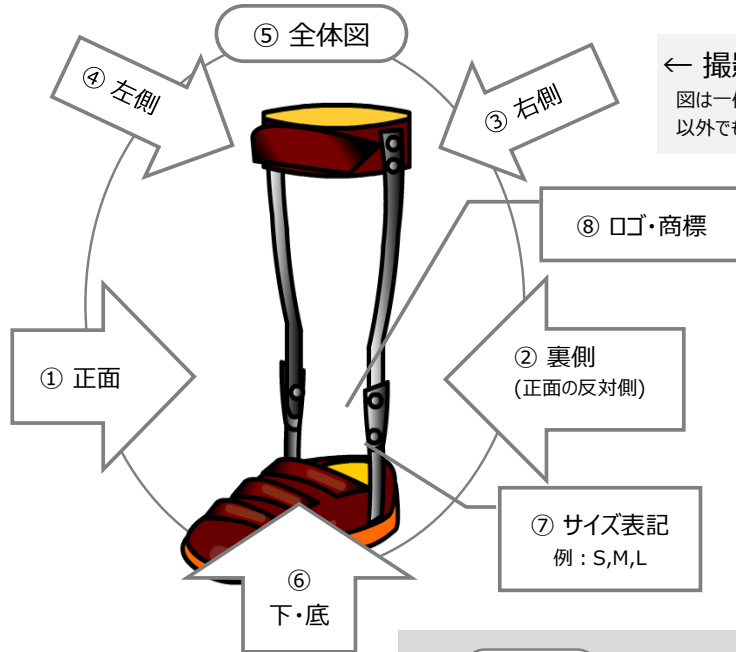 ⑤ 全体図
④ 左側
③ 右側
←
図は一
以外でも
⑧ ロゴ・商標
① 正面
② 裏側
(正面の反対側)
⑦ サイズ表記
例：S,M,L
⑥
下・底